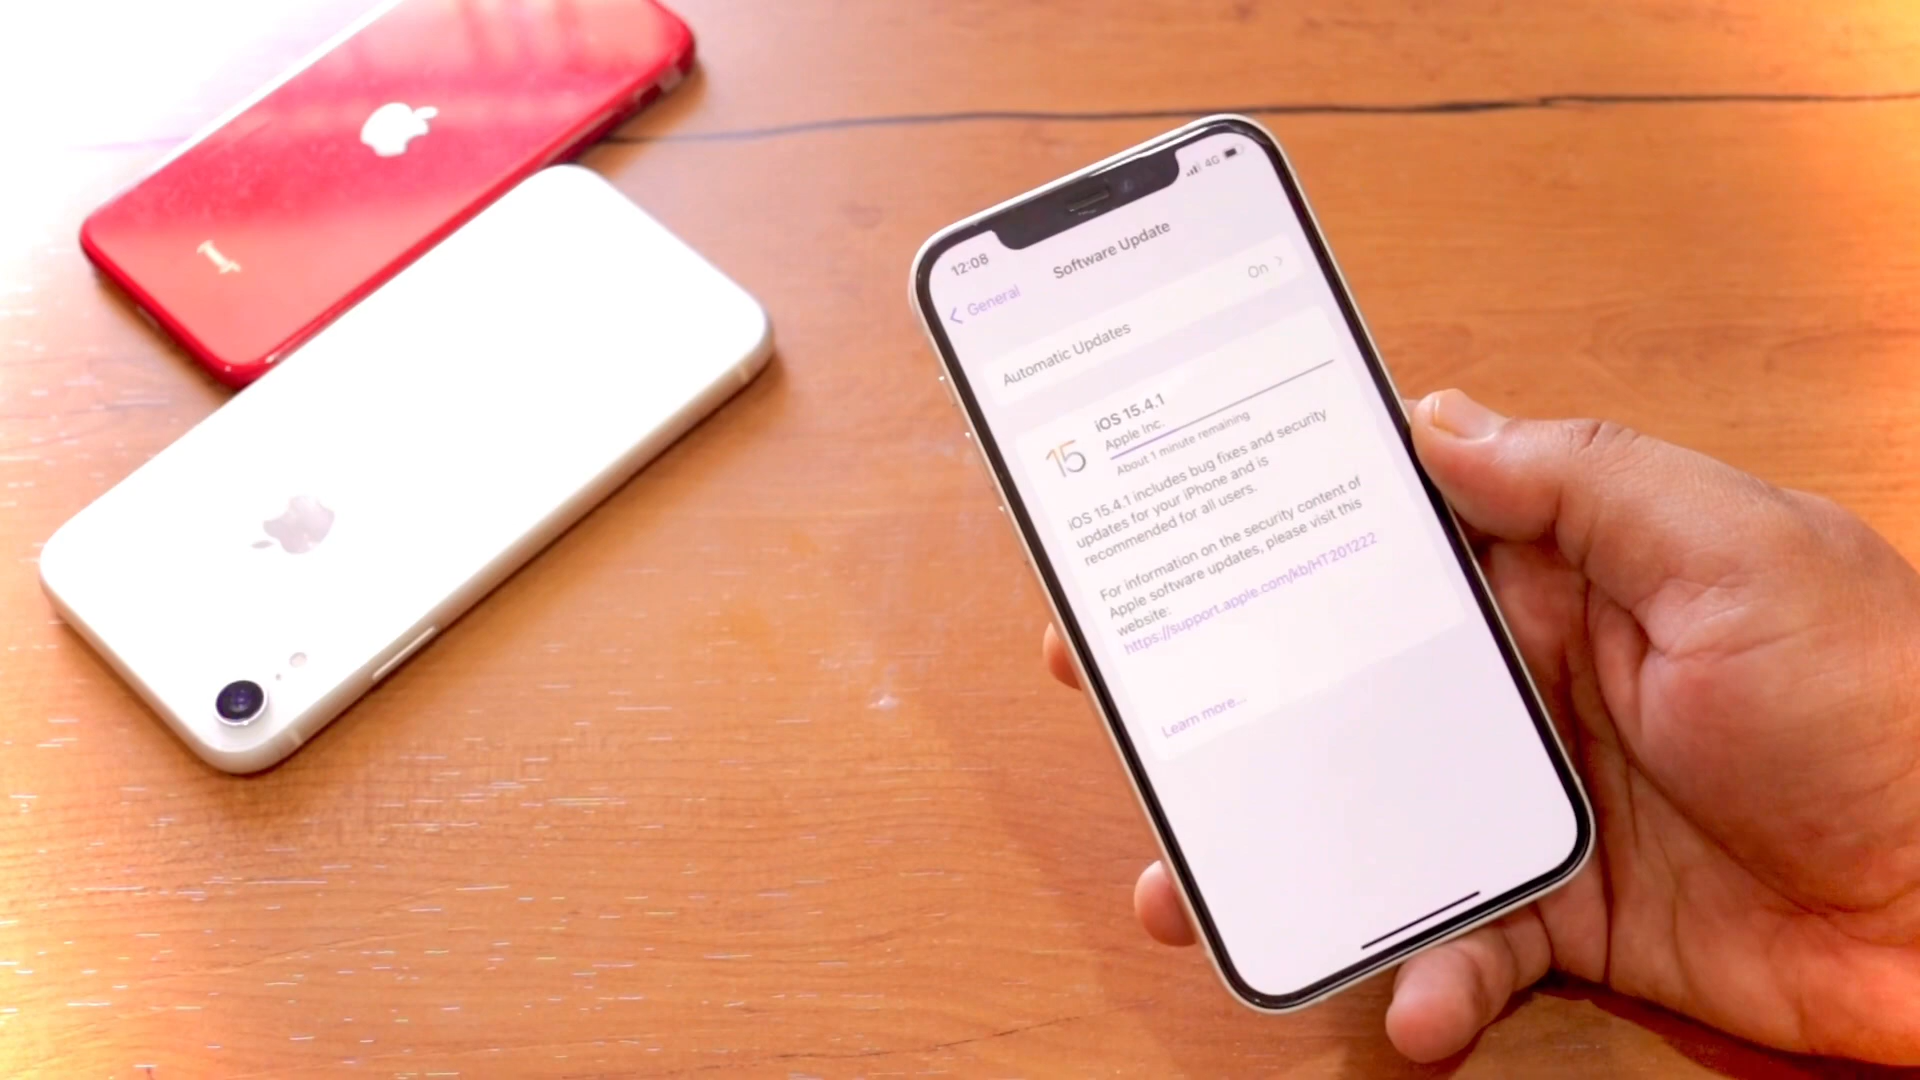 12:08
4G
General
Software Update
Automatic Updates
On
15
iOS 15.4.1
Apple Inc.
About 1 minute remaining
iOS 15.4.1 includes bug fixes and security
updates for your iPhone and is
recommended for all users.
For information on the security content of
Apple software updates, please visit this
website:
https://support.apple.com/kb/HT201222
Learn more...